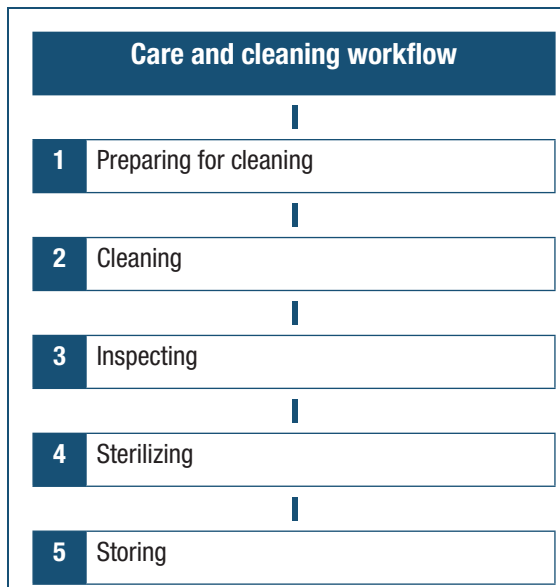 Care and cleaning workflow
1 Preparing for cleaning
2 Cleaning
3 Inspecting
4 Sterilizing
5 Storing